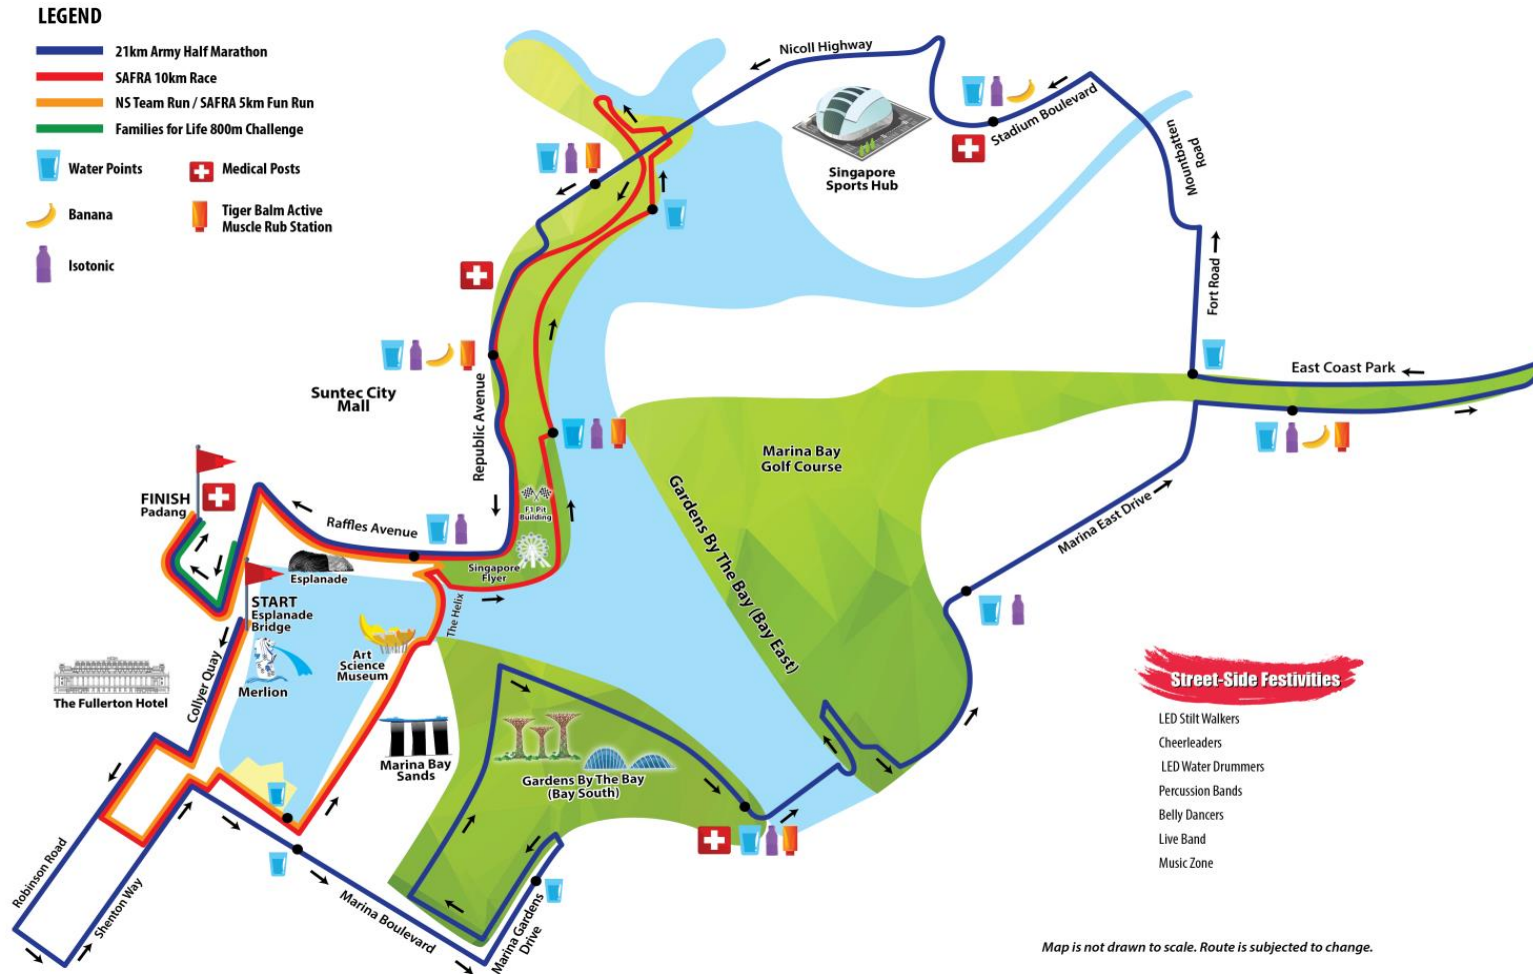 LEGEND
21km Army Half Marathon
SAFRA 10km Race
NS Team Run / SAFRA 5km Fun Run
Families for Life 800m Challenge
Water Points
Medical Posts
Banana
Tiger Balm Active
Muscle Rub Station
Isotonic
Nicoll Highway
Stadium Boulevard
Mountbatten
Road
Singapore
Sports Hub
Fort Road
East Coast Park
Suntec City
Mall
Republic Avenue
Marina Bay
Golf Course
Gardens By The Bay (Bay East)
Marina East Drive
FINISH
Padang
Raffles Avenue
F1 Pit
Building
Singapore
Flyer
Esplanade
The Helix
START
Esplanade
Bridge
Art
Science
Museum
Merlion
Collyer Quay
The Fullerton Hotel
Marina Bay
Sands
Gardens By The Bay
(Bay South)
Robinson Road
Shenton Way
Marina Boulevard
Marina Gardens
Drive
Street-Side Festivities
LED Stilt Walkers
Cheerleaders
LED Water Drummers
Percussion Bands
Belly Dancers
Live Band
Music Zone
Map is not drawn to scale. Route is subjected to change.